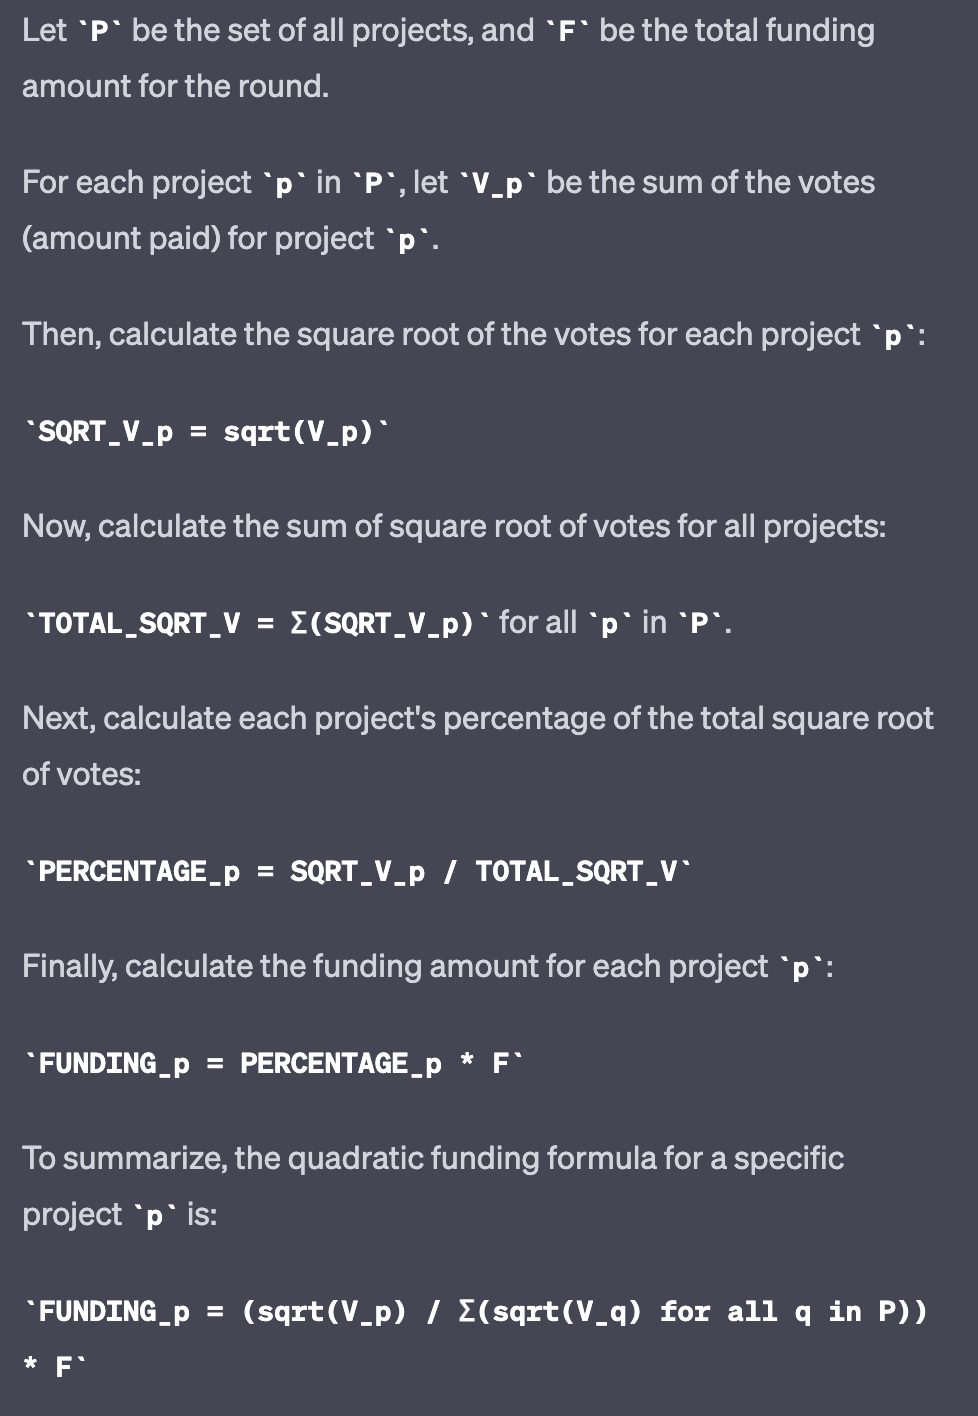 Let `P` be the set of all projects, and `F` be the total funding
amount for the round.
For each project `p` in `P`, let `V_p` be the sum of the votes
(amount paid) for project `p`.
Then, calculate the square root of the votes for each project `p`:
`SQRT_V_p = sqrt(V_p)`
Now, calculate the sum of square root of votes for all projects:
`TOTAL_SQRT_V = Σ(SQRT_V_p)` for all `p` in `P`.
Next, calculate each project's percentage of the total square root
of votes:
`PERCENTAGE_p = SQRT_V_p / TOTAL_SQRT_V`
Finally, calculate the funding amount for each project `p`:
`FUNDING_p = PERCENTAGE_p * F`
To summarize, the quadratic funding formula for a specific
project `p` is:
`FUNDING_p = (sqrt(V_p) / Σ(sqrt(V_q) for all q in P))
* F`